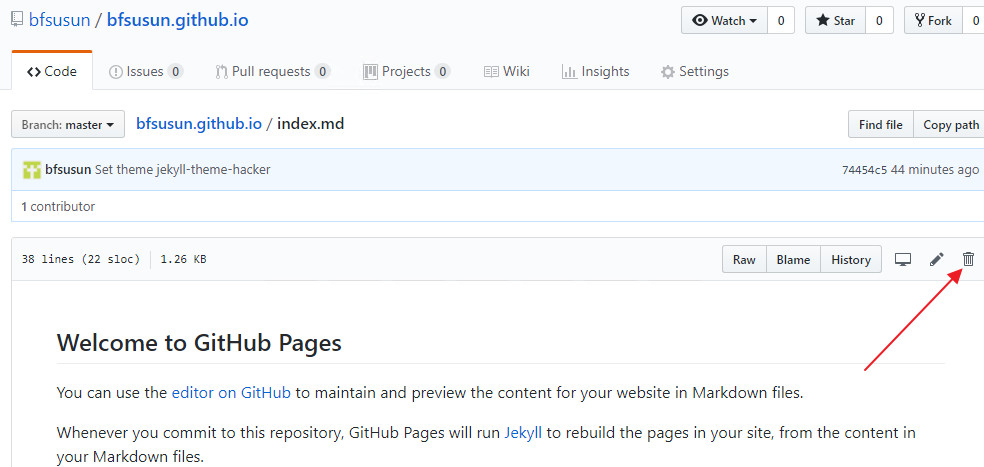 bfsusun / bfsusun.github.io
Watch 0 Star 0 Fork 0
Code Issues 0 Pull requests 0 Projects 0 Wiki Insights Settings
Branch: master bfsusun.github.io / index.md Find file Copy path
bfsusun Set theme jekyll-theme-hacker 74454c5 44 minutes ago
1 contributor
38 lines (22 sloc) 1.26 KB Raw Blame History
Welcome to GitHub Pages
You can use the editor on GitHub to maintain and preview the content for your website in Markdown files.
Whenever you commit to this repository, GitHub Pages will run Jekyll to rebuild the pages in your site, from the content in
your Markdown files.